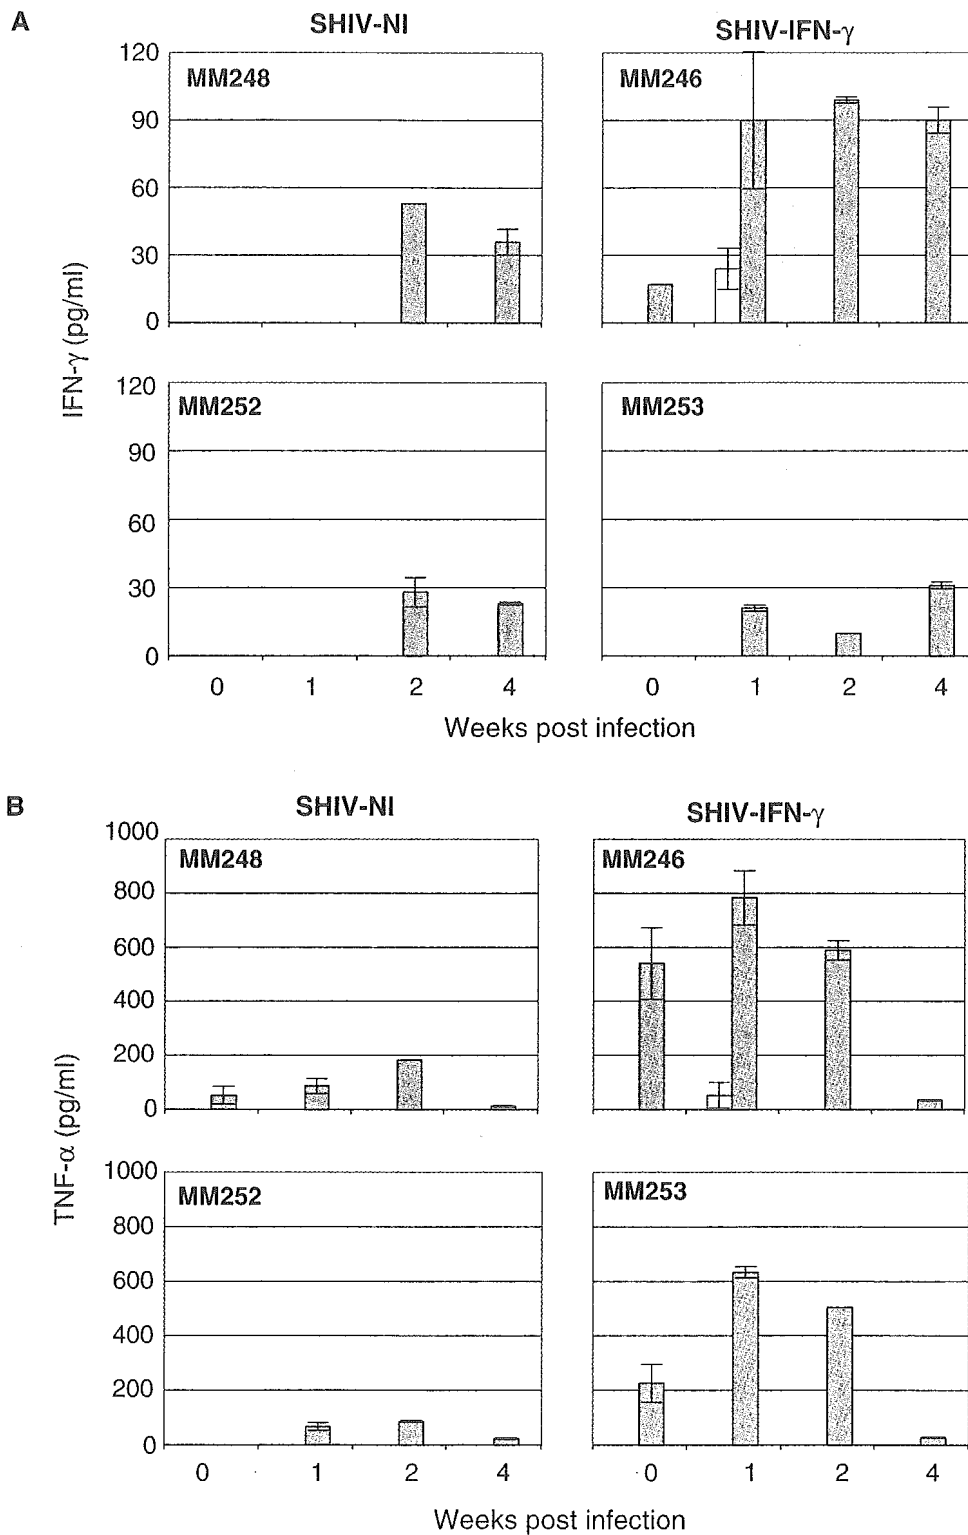 A
SHIV-NI
SHIV-IFN-γ
120
MM248
MM246
90
60
30
0
120
MM252
MM253
90
60
30
0
IFN-γ (pg/ml)
0 1 2 4
0 1 2 4
Weeks post infection
B
SHIV-NI
SHIV-IFN-γ
1000
MM248
MM246
800
600
400
200
0
1000
MM252
MM253
800
600
400
200
0
TNF-α (pg/ml)
0 1 2 4
0 1 2 4
Weeks post infection